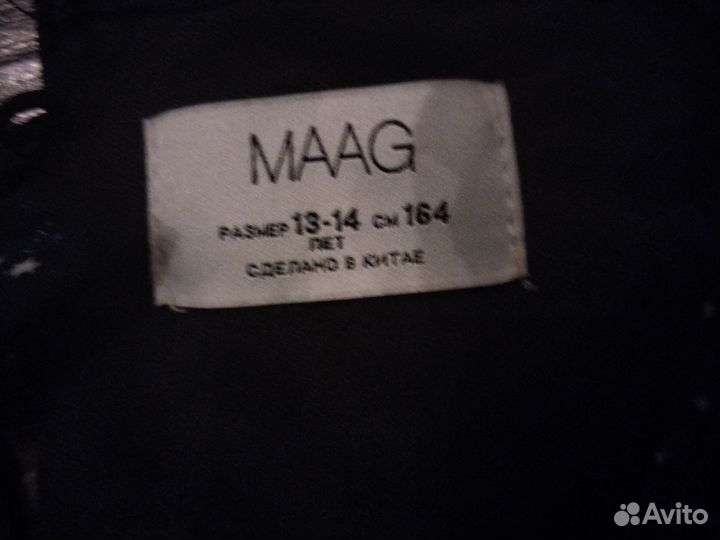 MAAG
РАЗМЕР 13-14 СМ 164
ЛЕТ
СДЕЛАНО В КИТАЕ
Avito